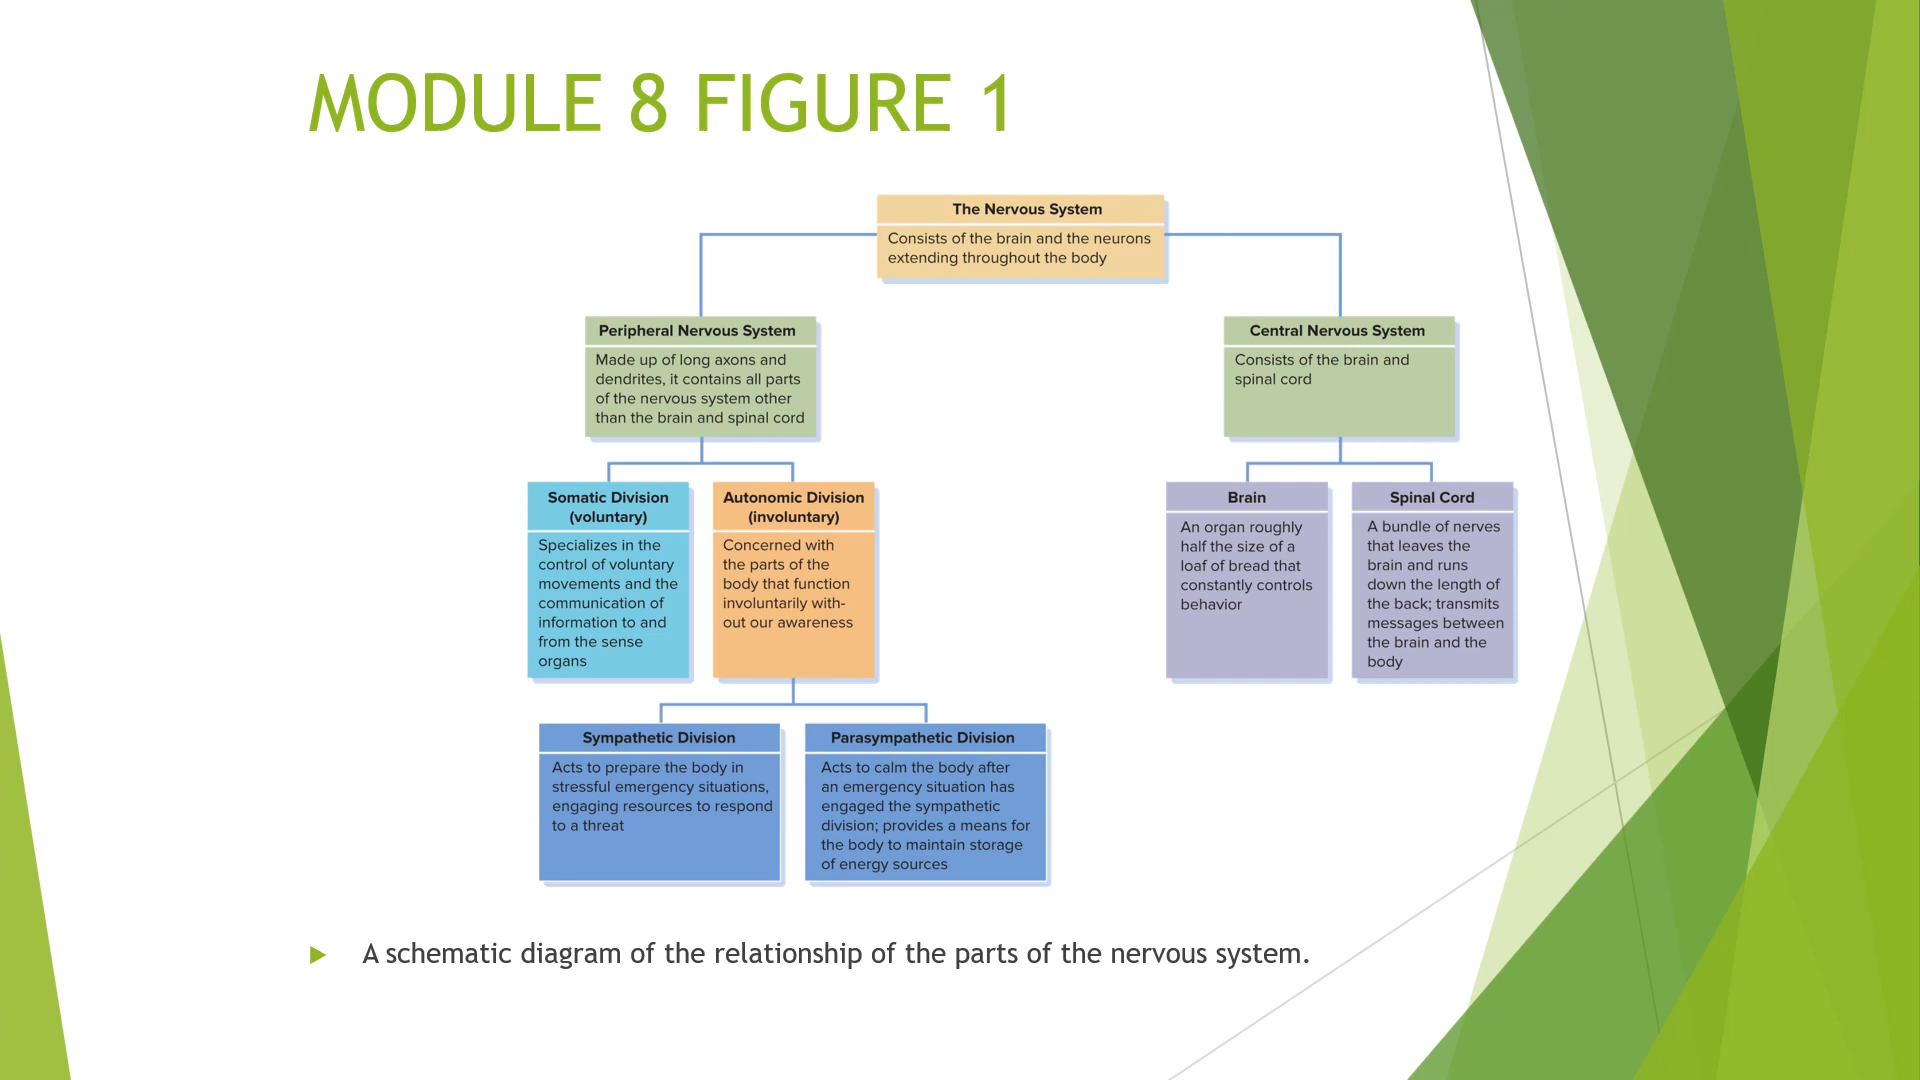 MODULE 8 FIGURE 1
The Nervous System
Consists of the brain and the neurons
extending throughout the body
Peripheral Nervous System
Made up of long axons and
dendrites, it contains all parts
of the nervous system other
than the brain and spinal cord
Central Nervous System
Consists of the brain and
spinal cord
Somatic Division
(voluntary)
Specializes in the
control of voluntary
movements and the
communication of
information to and
from the sense
organs
Autonomic Division
(involuntary)
Concerned with
the parts of the
body that function
involuntarily with-
out our awareness
Brain
An organ roughly
half the size of a
loaf of bread that
constantly controls
behavior
Spinal Cord
A bundle of nerves
that leaves the
brain and runs
down the length of
the back; transmits
messages between
the brain and the
body
Sympathetic Division
Acts to prepare the body in
stressful emergency situations,
engaging resources to respond
to a threat
Parasympathetic Division
Acts to calm the body after
an emergency situation has
engaged the sympathetic
division; provides a means for
the body to maintain storage
of energy sources
A schematic diagram of the relationship of the parts of the nervous system.